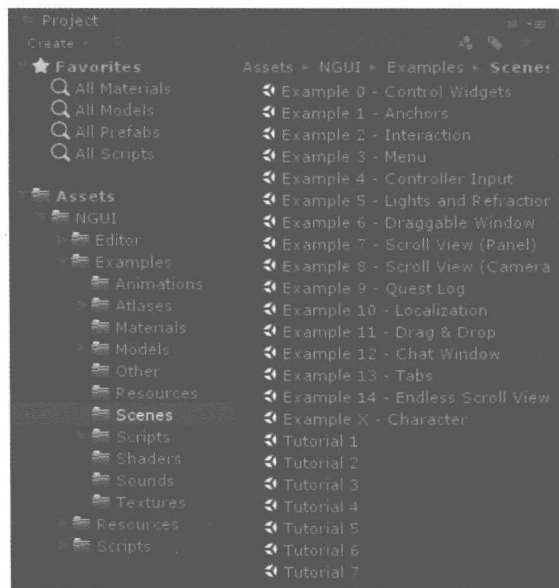 Project
Create
Favorites
All Materials
All Models
All Prefabs
All Scripts
Assets
NGUI
Editor
Examples
Animations
Atlases
Materials
Models
Other
Resources
Scenes
Scripts
Shaders
Sounds
Textures
Resources
Scripts
Assets ▸ NGUI ▸ Examples ▸ Scenes
Example 0 - Control Widgets
Example 1 - Anchors
Example 2 - Interaction
Example 3 - Menu
Example 4 - Controller Input
Example 5 - Lights and Refraction
Example 6 - Draggable Window
Example 7 - Scroll View (Panel)
Example 8 - Scroll View (Camera
Example 9 - Quest Log
Example 10 - Localization
Example 11 - Drag & Drop
Example 12 - Chat Window
Example 13 - Tabs
Example 14 - Endless Scroll View
Example X - Character
Tutorial 1
Tutorial 2
Tutorial 3
Tutorial 4
Tutorial 5
Tutorial 6
Tutorial 7